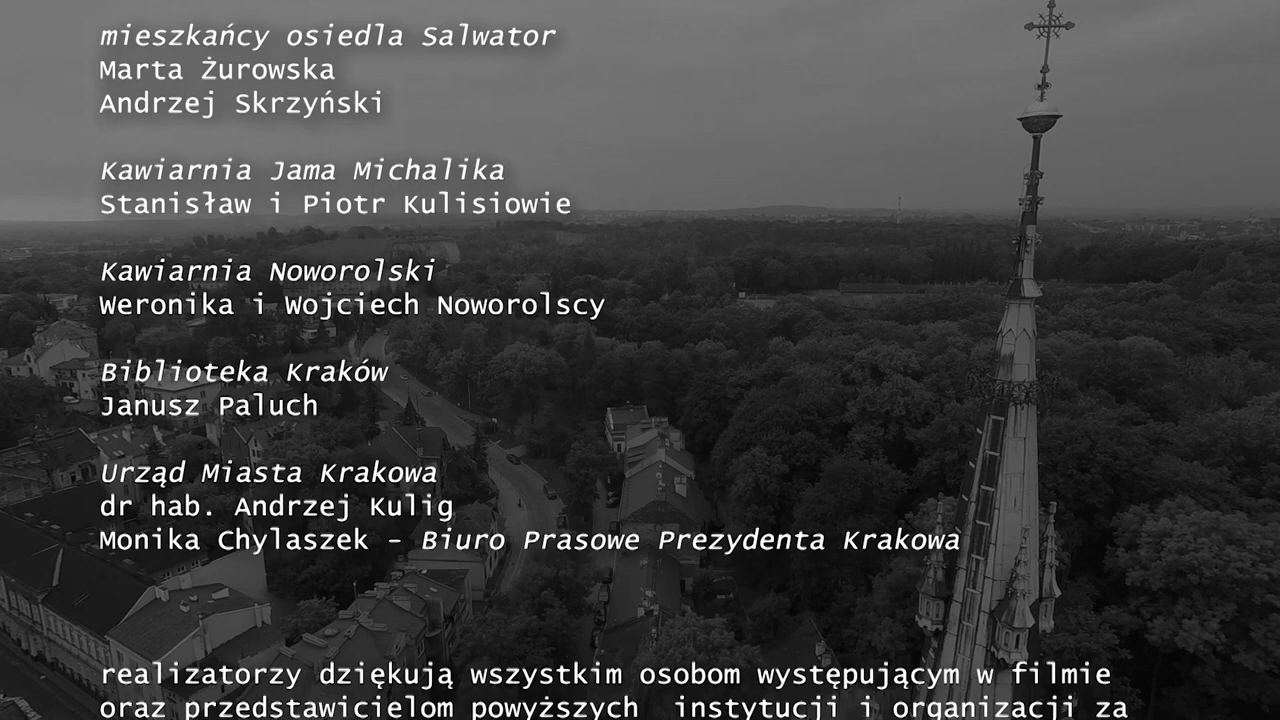 mieszkańcy osiedla Salwator
Marta Żurowska
Andrzej Skrzyński
Kawiarnia Jama Michalika
Stanisław i Piotr Kulisiowie
Kawiarnia Noworolski
Weronika i Wojciech Noworolscy
Biblioteka Kraków
Janusz Paluch
Urząd Miasta Krakowa
dr hab. Andrzej Kulig
Monika Chylaszek – Biuro Prasowe Prezydenta Krakowa
realizatorzy dziękują wszystkim osobom występującym w filmie
oraz przedstawicielom powyższych instytucji i organizacji za